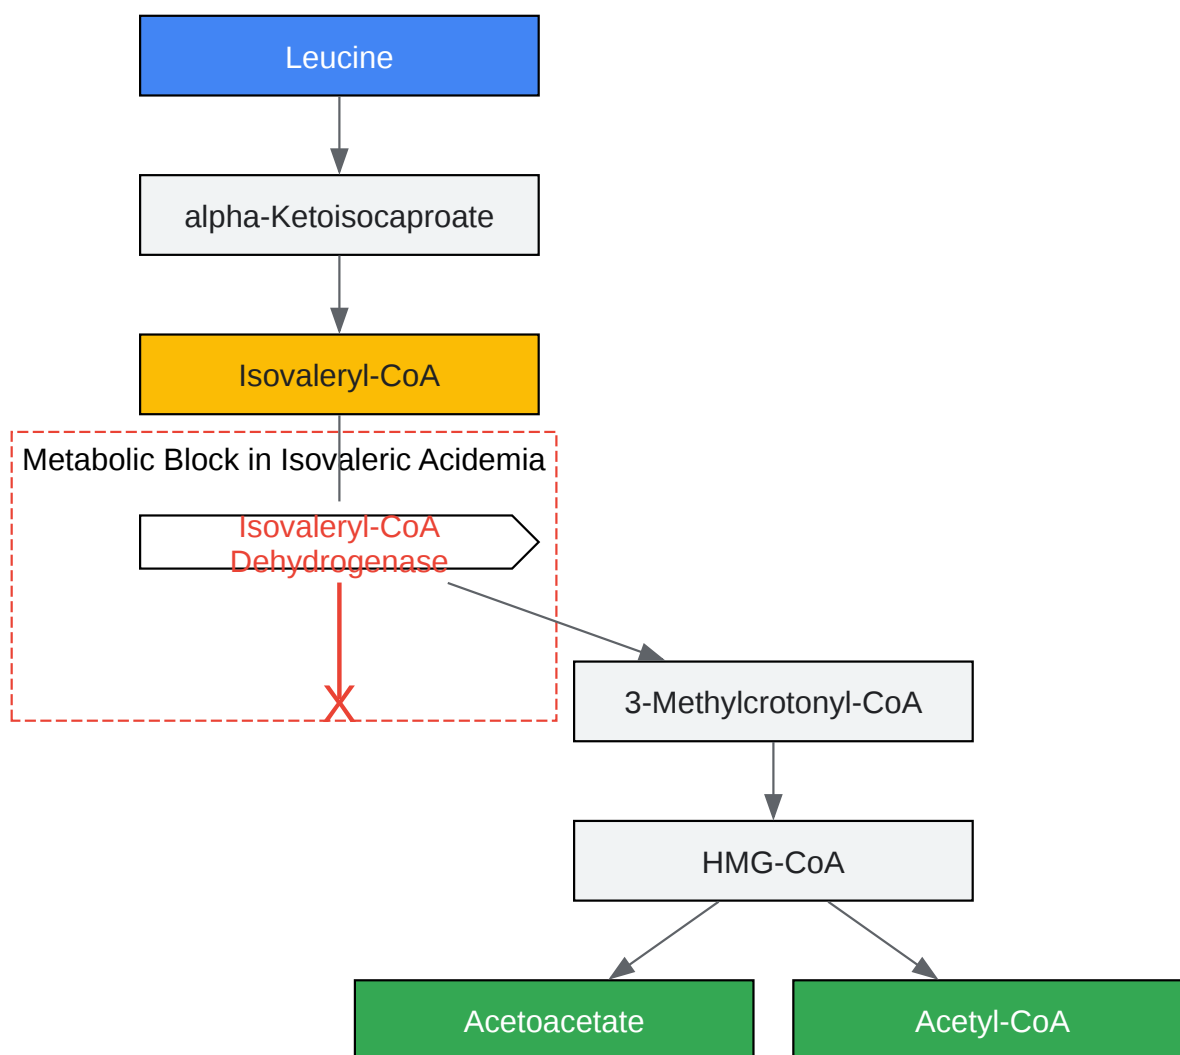 Leucine
alpha-Ketoisocaproate
Isovaleryl-CoA
Metabolic Block in Isovaleric Acidemia
Isovaleryl-CoA
Dehydrogenase
X
3-Methylcrotonyl-CoA
HMG-CoA
Acetoacetate
Acetyl-CoA